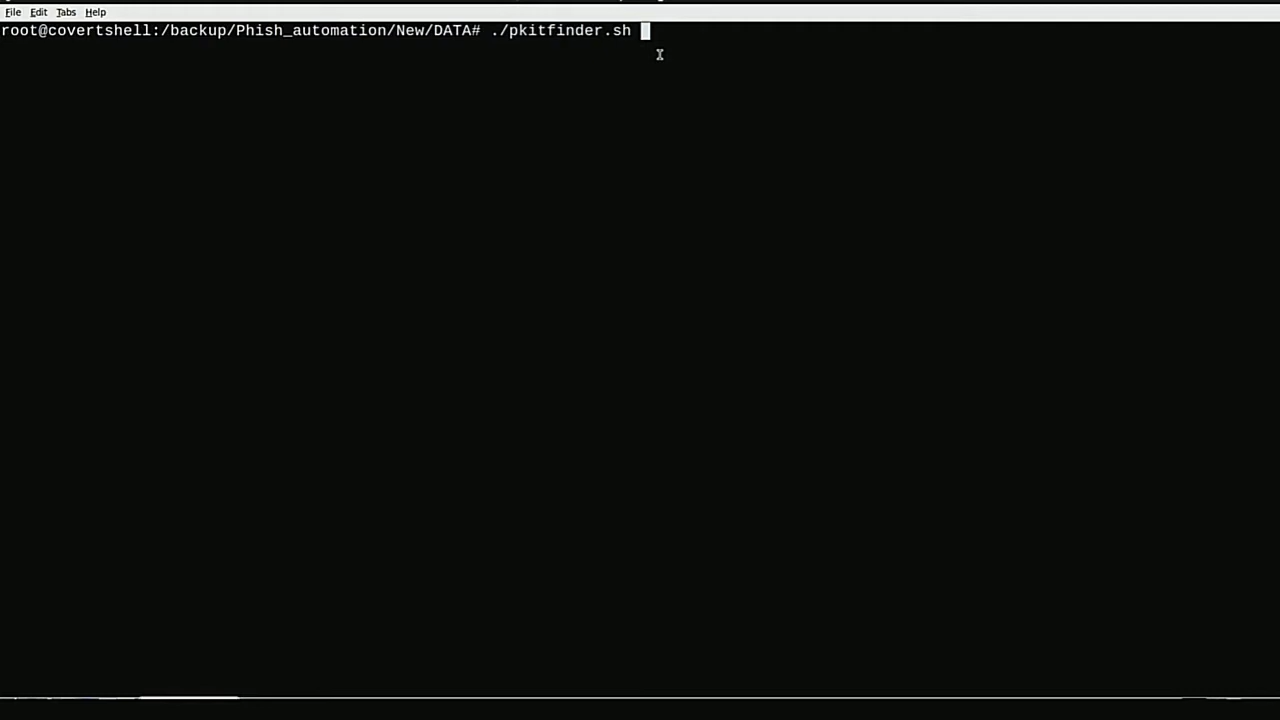 File Edit Tabs Help
root@covertshell:/backup/Phish_automation/New/DATA# ./pkitfinder.sh